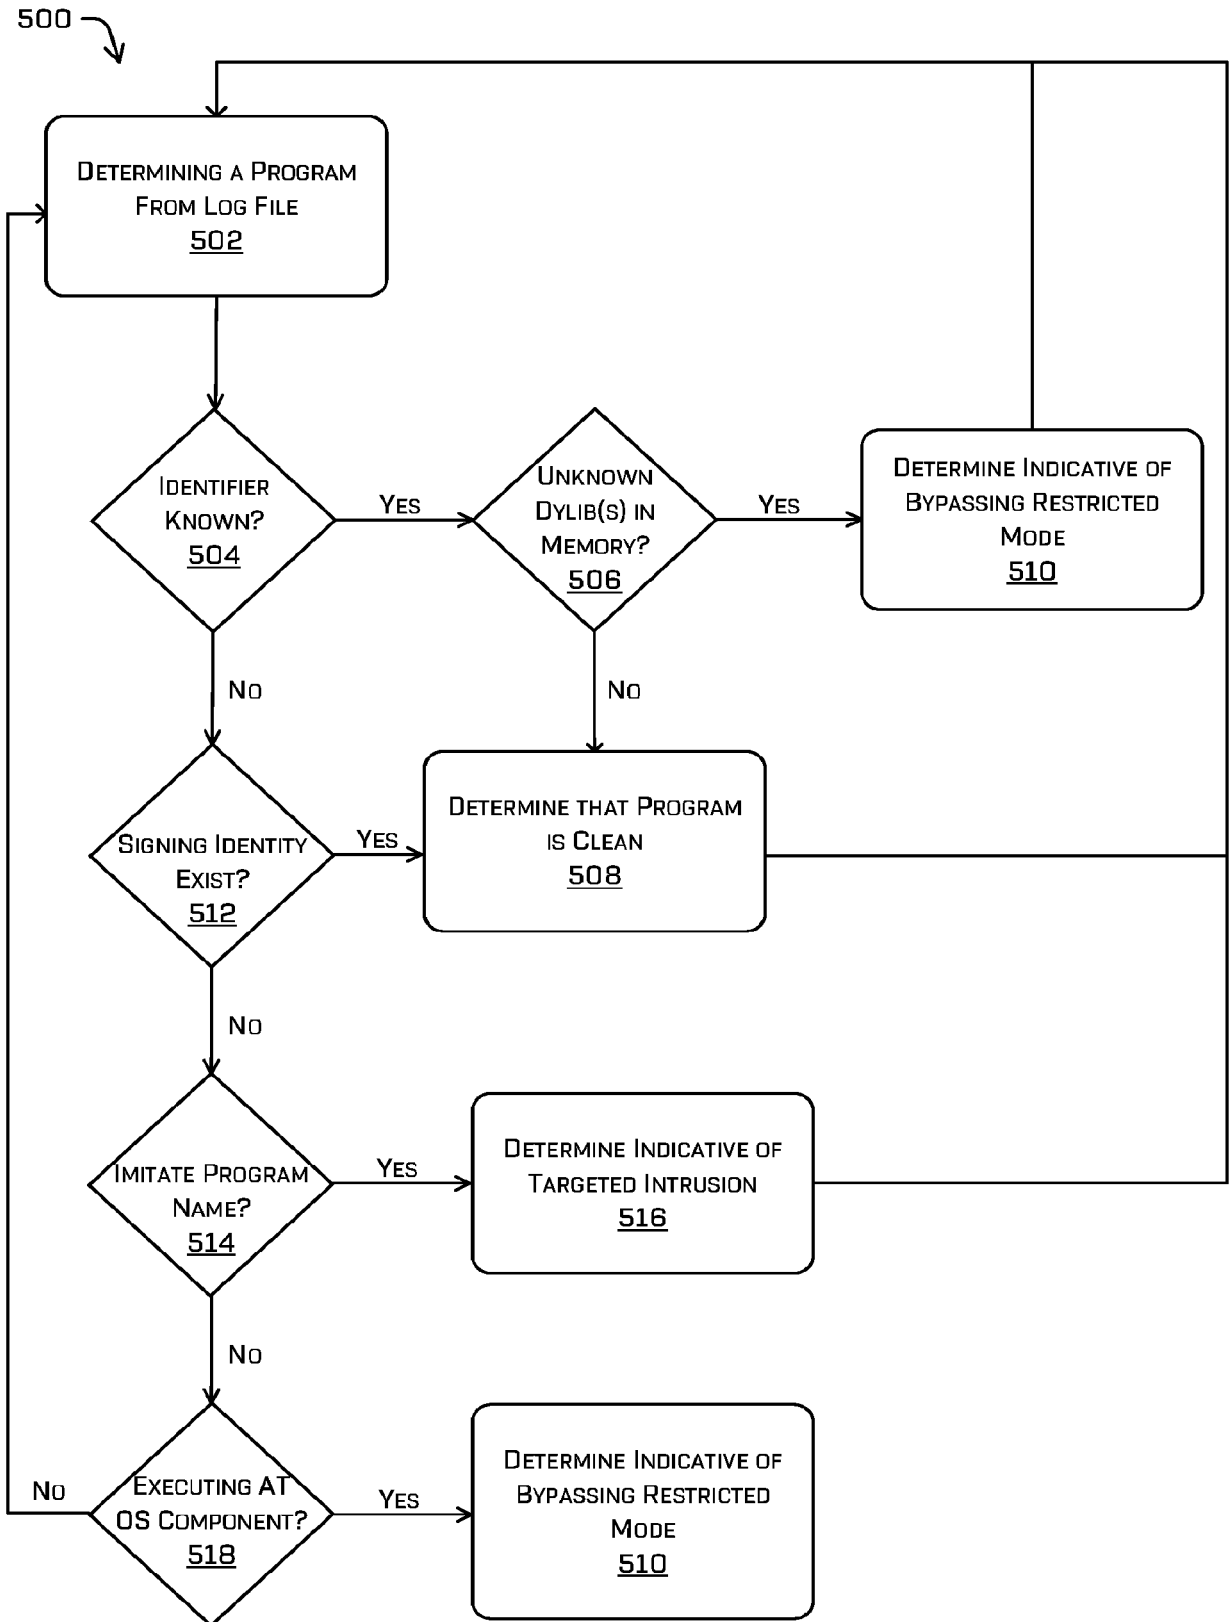 500
Determining a Program
From Log File
502
Identifier
Known?
504
Yes
Unknown
Dylib(s) in
Memory?
506
Yes
Determine Indicative of
Bypassing Restricted
Mode
510
No
No
Signing Identity
Exist?
512
Yes
Determine that Program
is Clean
508
No
Imitate Program
Name?
514
Yes
Determine Indicative of
Targeted Intrusion
516
No
No
Executing AT
OS Component?
518
Yes
Determine Indicative of
Bypassing Restricted
Mode
510